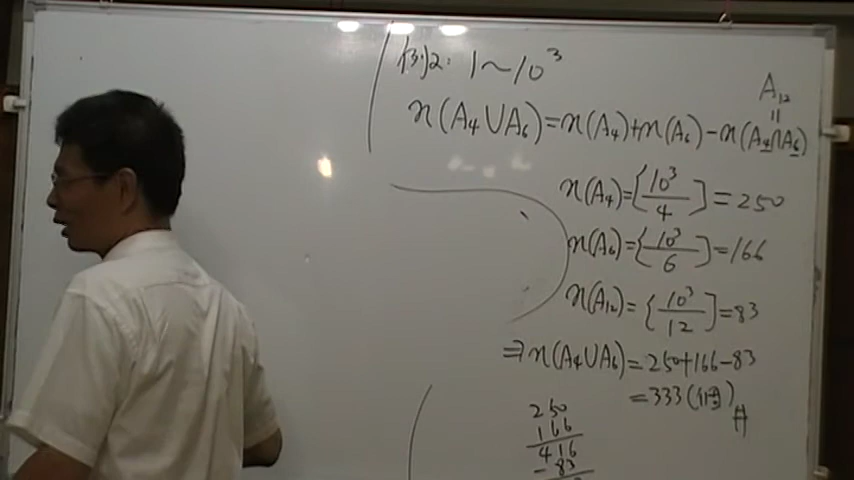 例2: 1~10³
A₁₂
||
n(A₄∪A₆)=n(A₄)+n(A₆)-n(A₄∩A₆)
n(A₄)=[10³/4]=250
n(A₆)=[10³/6]=166
n(A₁₂)=[10³/12]=83
⇒n(A₄∪A₆)=250+166-83
=333(個)#
250
166
416
-83